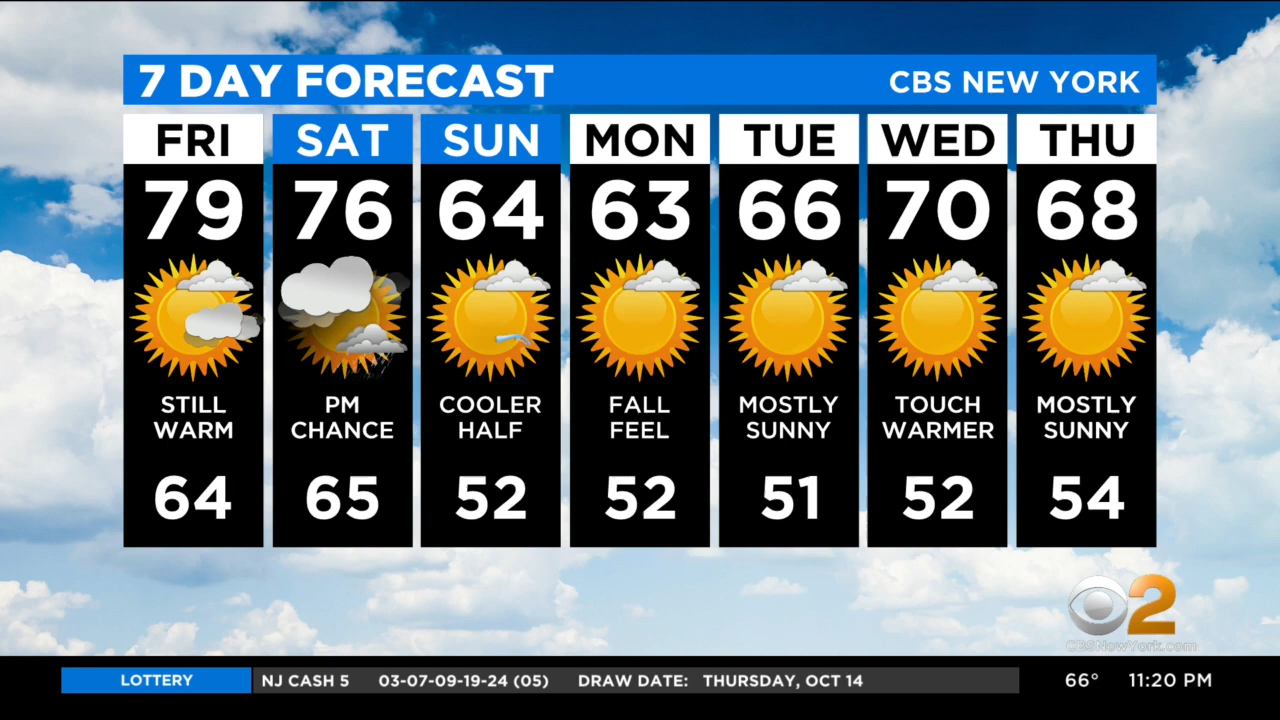 7 DAY FORECAST
CBS NEW YORK
FRI
79
STILL
WARM
64
SAT
76
PM
CHANCE
65
SUN
64
COOLER
HALF
52
MON
63
FALL
FEEL
52
TUE
66
MOSTLY
SUNNY
51
WED
70
TOUCH
WARMER
52
THU
68
MOSTLY
SUNNY
54
2
CBSNewYork.com
LOTTERY NJ CASH 5 03-07-09-19-24 (05) DRAW DATE: THURSDAY, OCT 14 66° 11:20 PM